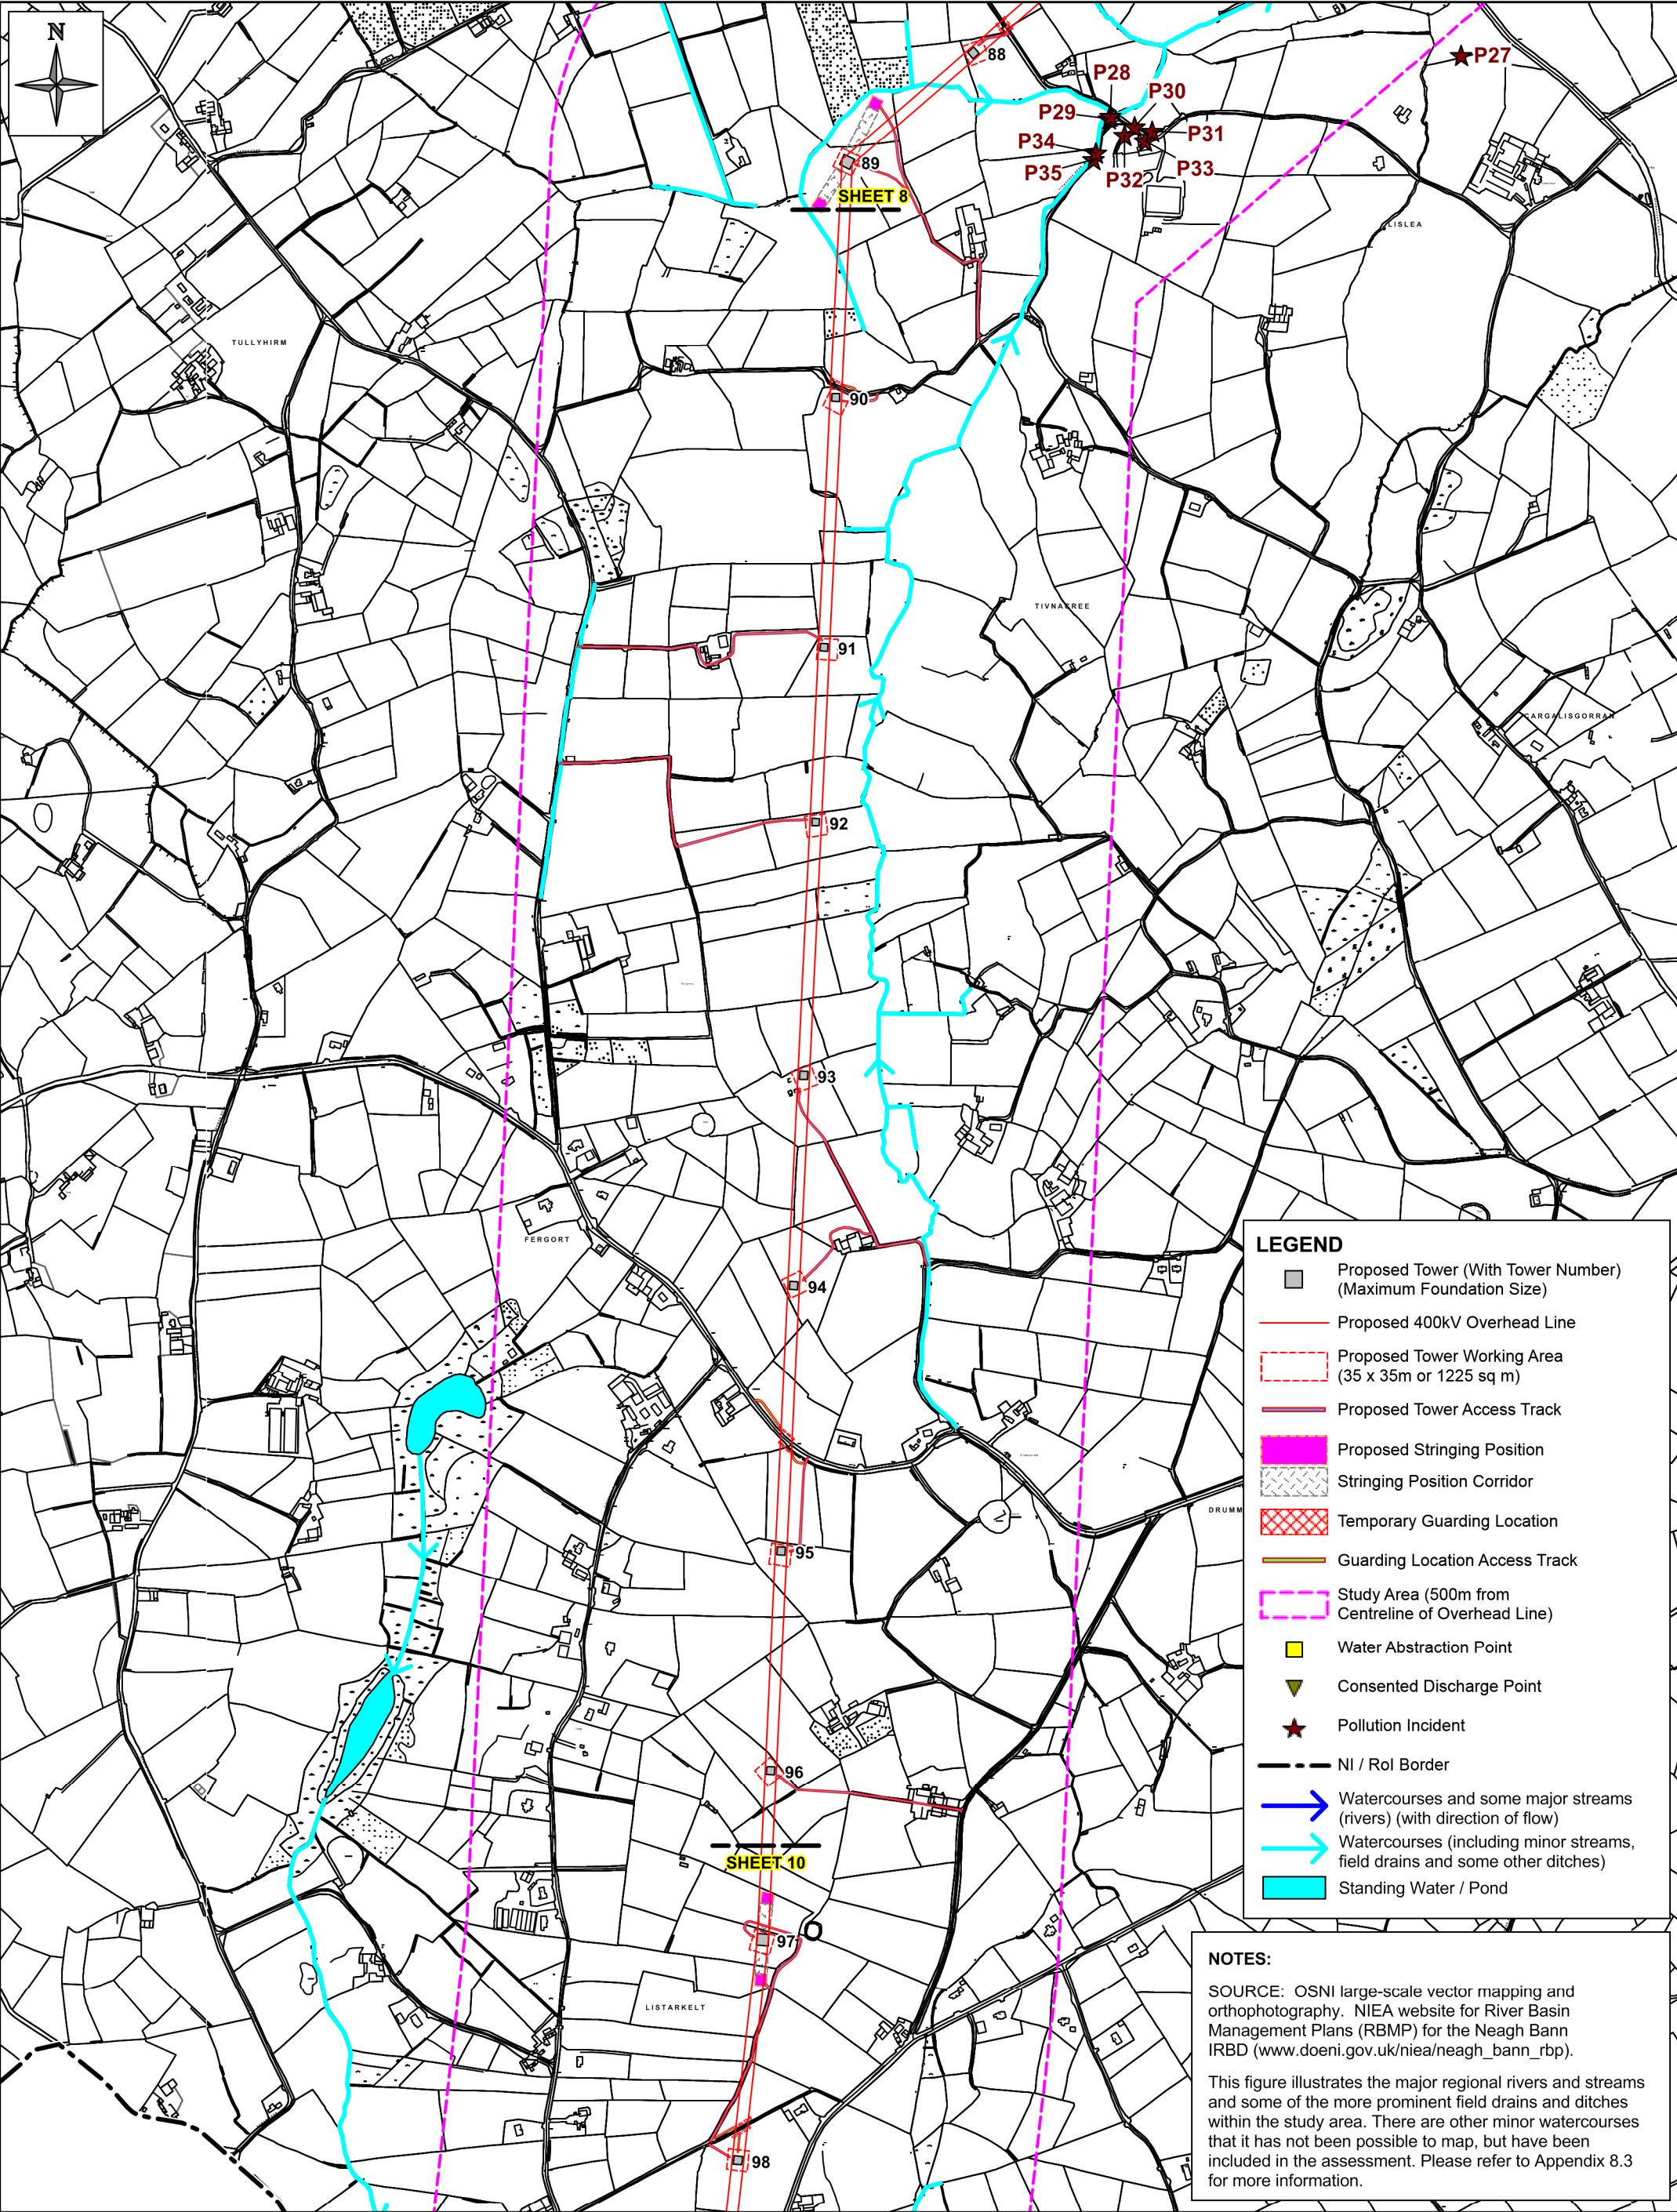 N
88
P27
P28
P30
P29
P31
P34
P33
P35
P32
89
SHEET 8
LISLEA
TULLYHIRM
90
TIVNACREE
91
CARGALISGORRAN
92
93
FERGORT
94
95
DRUMM
96
SHEET 10
97
LISTARKELT
98
LEGEND
Proposed Tower (With Tower Number)
(Maximum Foundation Size)
Proposed 400kV Overhead Line
Proposed Tower Working Area
(35 x 35m or 1225 sq m)
Proposed Tower Access Track
Proposed Stringing Position
Stringing Position Corridor
Temporary Guarding Location
Guarding Location Access Track
Study Area (500m from
Centreline of Overhead Line)
Water Abstraction Point
Consented Discharge Point
Pollution Incident
NI / RoI Border
Watercourses and some major streams
(rivers) (with direction of flow)
Watercourses (including minor streams,
field drains and some other ditches)
Standing Water / Pond
NOTES:
SOURCE: OSNI large-scale vector mapping and
orthophotography. NIEA website for River Basin
Management Plans (RBMP) for the Neagh Bann
IRBD (www.doeni.gov.uk/niea/neagh_bann_rbp).
This figure illustrates the major regional rivers and streams
and some of the more prominent field drains and ditches
within the study area. There are other minor watercourses
that it has not been possible to map, but have been
included in the assessment. Please refer to Appendix 8.3
for more information.